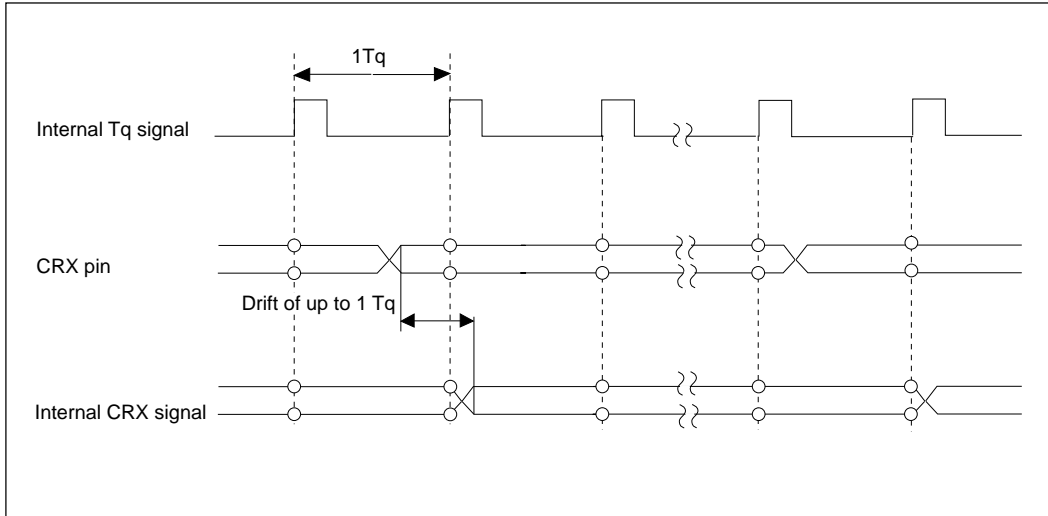 1Tq
Internal Tq signal
CRX pin
Drift of up to 1 Tq
Internal CRX signal